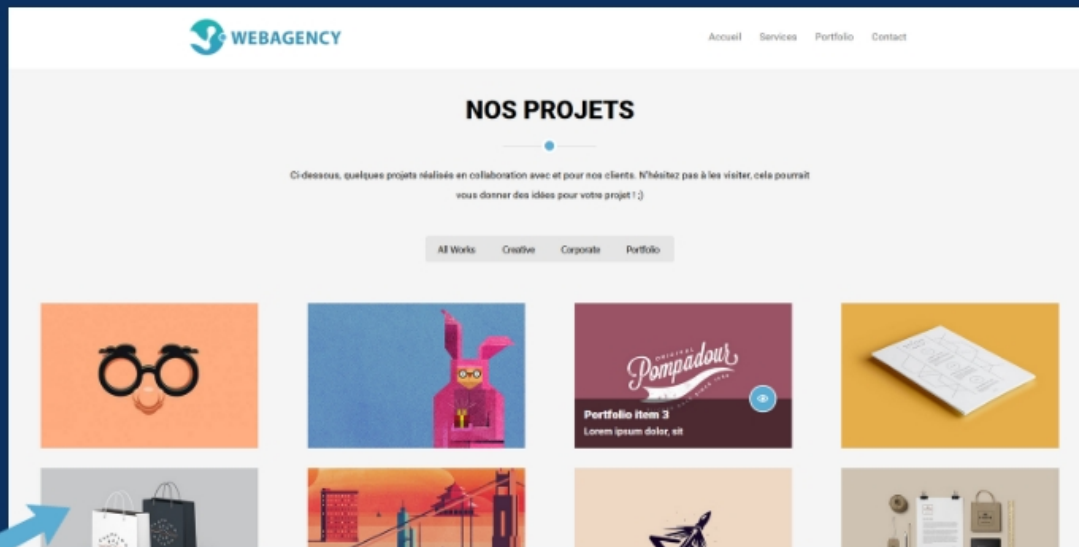 WEBAGENCY
Accueil Services Portfolio Contact
NOS PROJETS
Ci-dessous, quelques projets réalisés en collaboration avec et pour nos clients. N'hésitez pas à les visiter, cela pourrait
vous donner des idées pour votre projet ! ;)
All Works Creative Corporate Portfolio
ORIGINAL
Pompadour
Portfolio item 3
Lorem ipsum dolor, sit